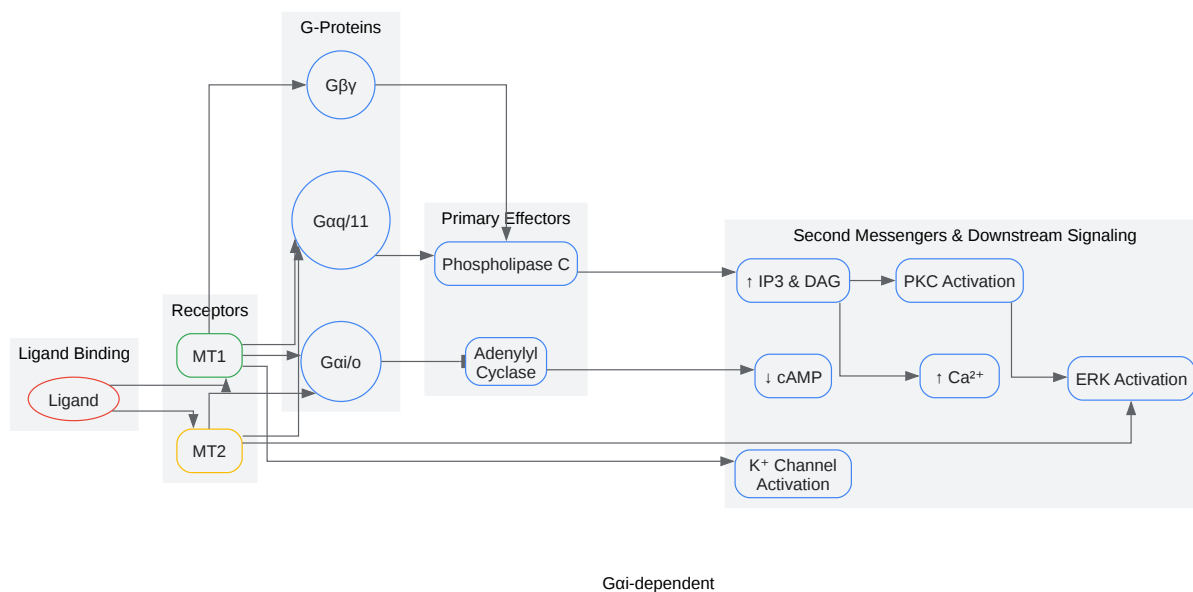 G-Proteins
Gβγ
Gαq/11
Primary Effectors
Phospholipase C
Second Messengers & Downstream Signaling
↑ IP3 & DAG
PKC Activation
Receptors
MT1
Gαi/o
Ligand Binding
Ligand
Adenylyl
Cyclase
↓ cAMP
↑ Ca²⁺
ERK Activation
MT2
K⁺ Channel
Activation
Gαi-dependent